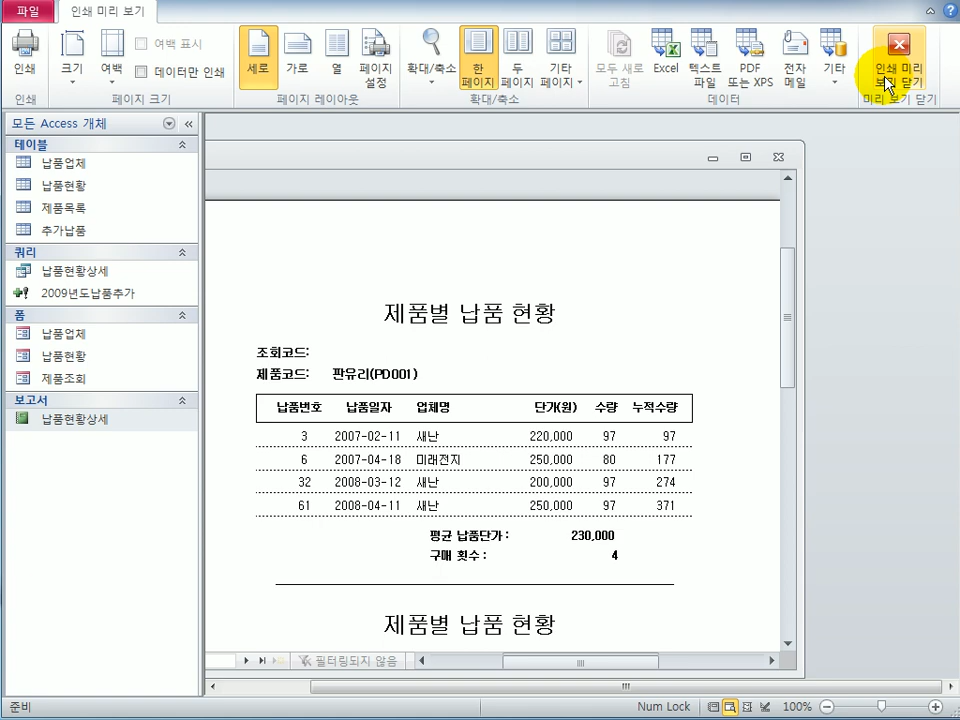 파일 인쇄 미리 보기
인쇄 크기 여백 여백 표시 데이터만 인쇄 세로 가로 열 페이지 설정 확대/축소 한 페이지 두 페이지 기타 페이지 모두 새로 고침 Excel 텍스트 파일 PDF 또는 XPS 전자 메일 기타 인쇄 미리 보기 닫기
인쇄 페이지 크기 페이지 레이아웃 확대/축소 데이터 미리 보기 닫기
모든 Access 개체
테이블
납품업체
납품현황
제품목록
추가납품
쿼리
납품현황상세
2009년도납품추가
폼
납품업체
납품현황
제품조회
보고서
납품현황상세
제품별 납품 현황
조회코드:
제품코드: 판유리(PD001)
납품번호 납품일자 업체명 단가(원) 수량 누적수량
3 2007-02-11 새난 220,000 97 97
6 2007-04-18 미래전지 250,000 80 177
32 2008-03-12 새난 200,000 97 274
61 2008-04-11 새난 250,000 97 371
평균 납품단가 : 230,000
구매 횟수 : 4
제품별 납품 현황
필터링되지 않음
준비 Num Lock 100%